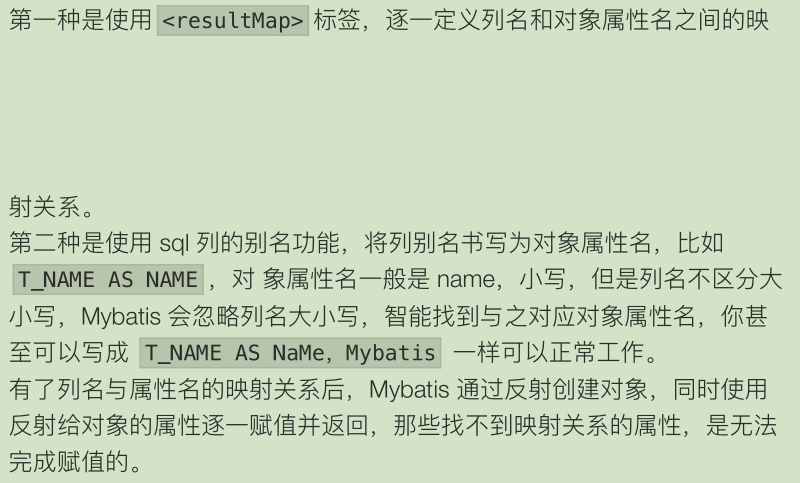 第一种是使用 <resultMap> 标签，逐一定义列名和对象属性名之间的映
射关系。
第二种是使用 sql 列的别名功能，将列别名书写为对象属性名，比如
T_NAME AS NAME ，对 象属性名一般是 name，小写，但是列名不区分大
小写，Mybatis 会忽略列名大小写，智能找到与之对应对象属性名，你甚
至可以写成 T_NAME AS NaMe, Mybatis 一样可以正常工作。
有了列名与属性名的映射关系后，Mybatis 通过反射创建对象，同时使用
反射给对象的属性逐一赋值并返回，那些找不到映射关系的属性，是无法
完成赋值的。